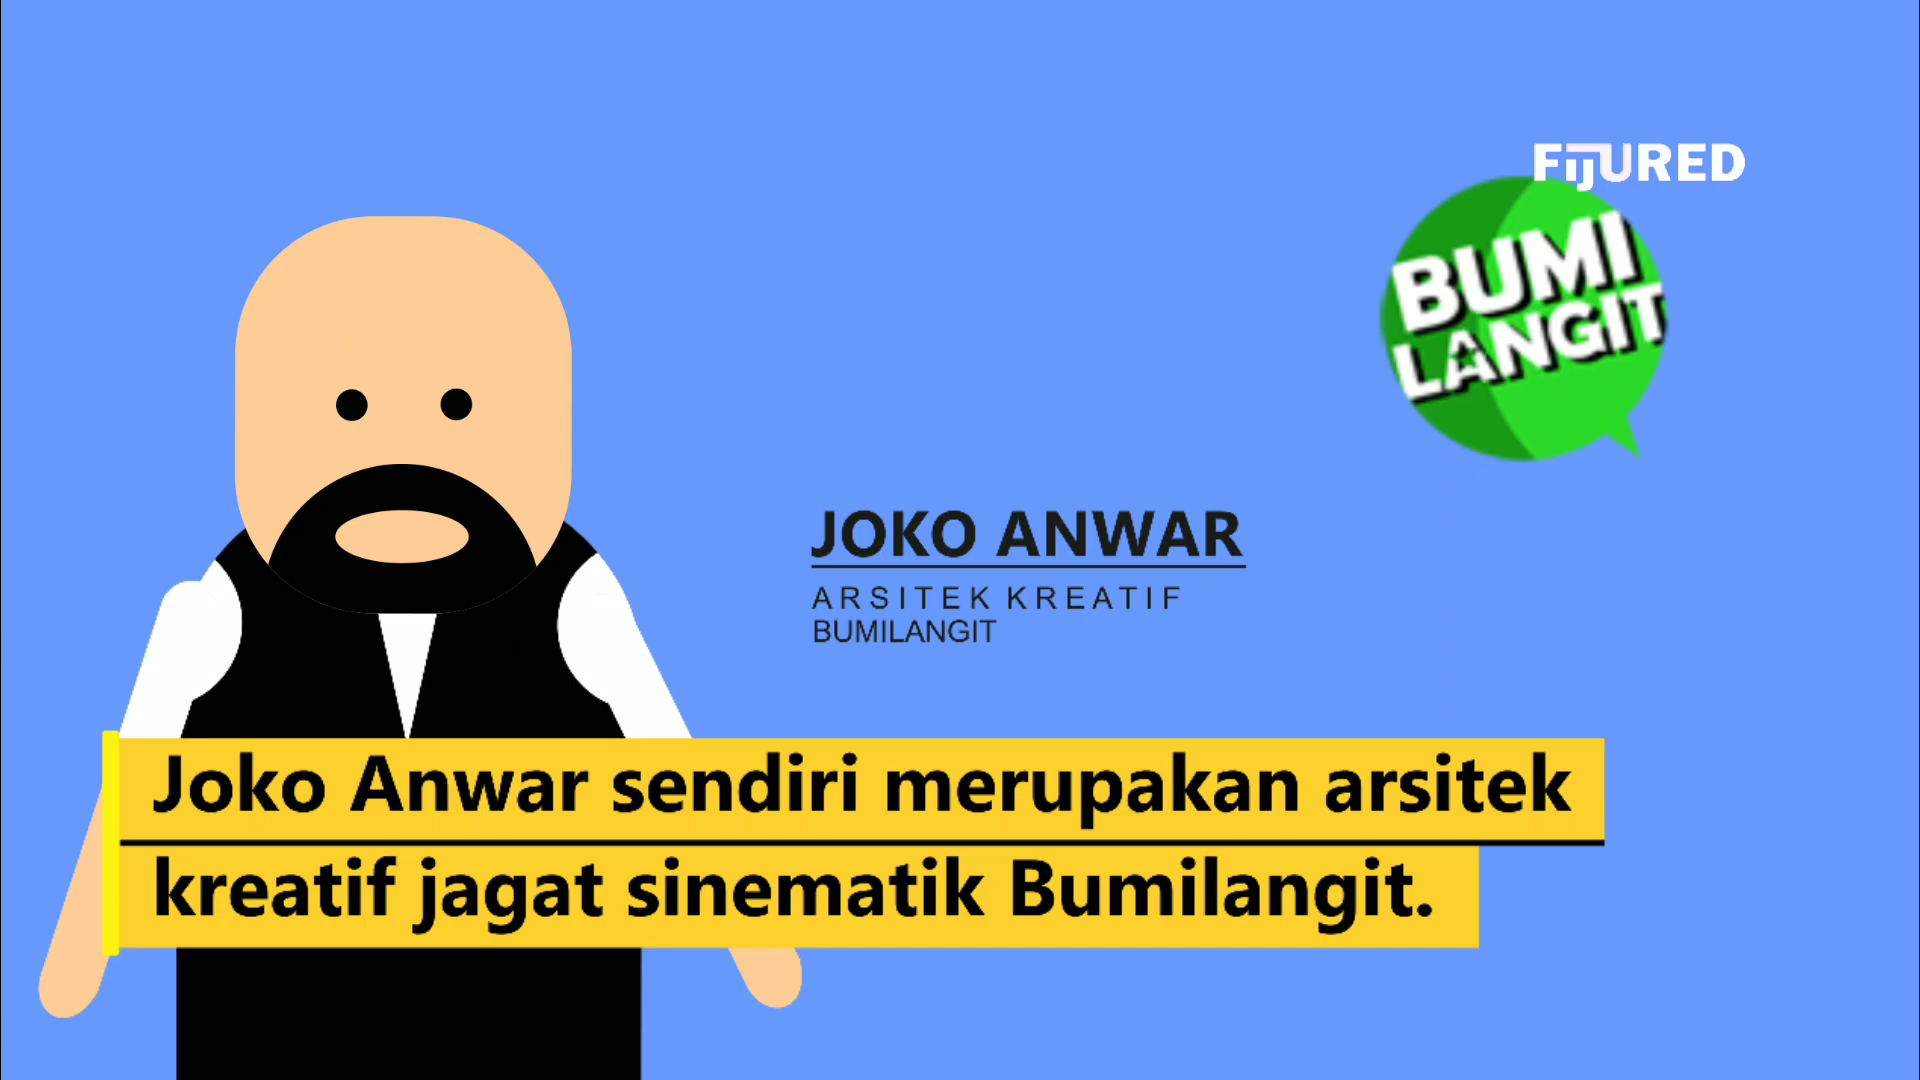 FIJURED
BUMI
LANGIT
JOKO ANWAR
ARSITEK KREATIF
BUMILANGIT
Joko Anwar sendiri merupakan arsitek
kreatif jagat sinematik Bumilangit.